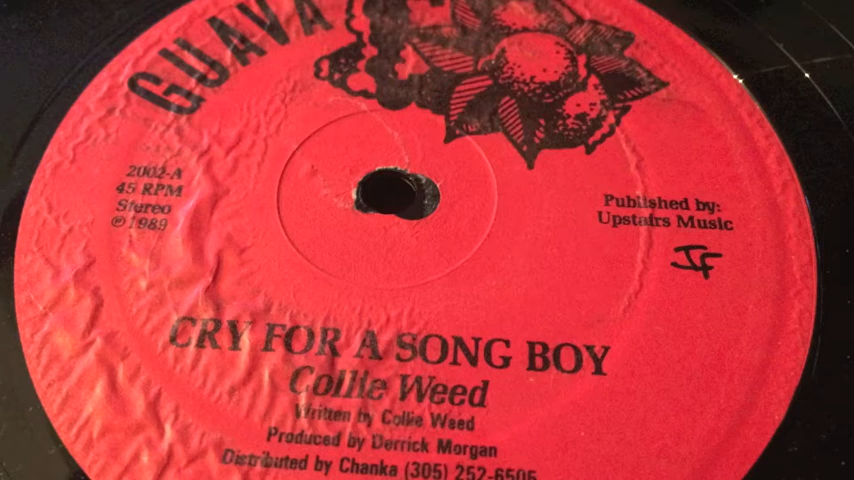 GUAVA
2002-A
45 RPM
Stereo
℗ 1989
Published by:
Upstairs Music
JF
CRY FOR A SONG BOY
Collie Weed
Written by Collie Weed
Produced by Derrick Morgan
Distributed by Chanka (305) 252-6505